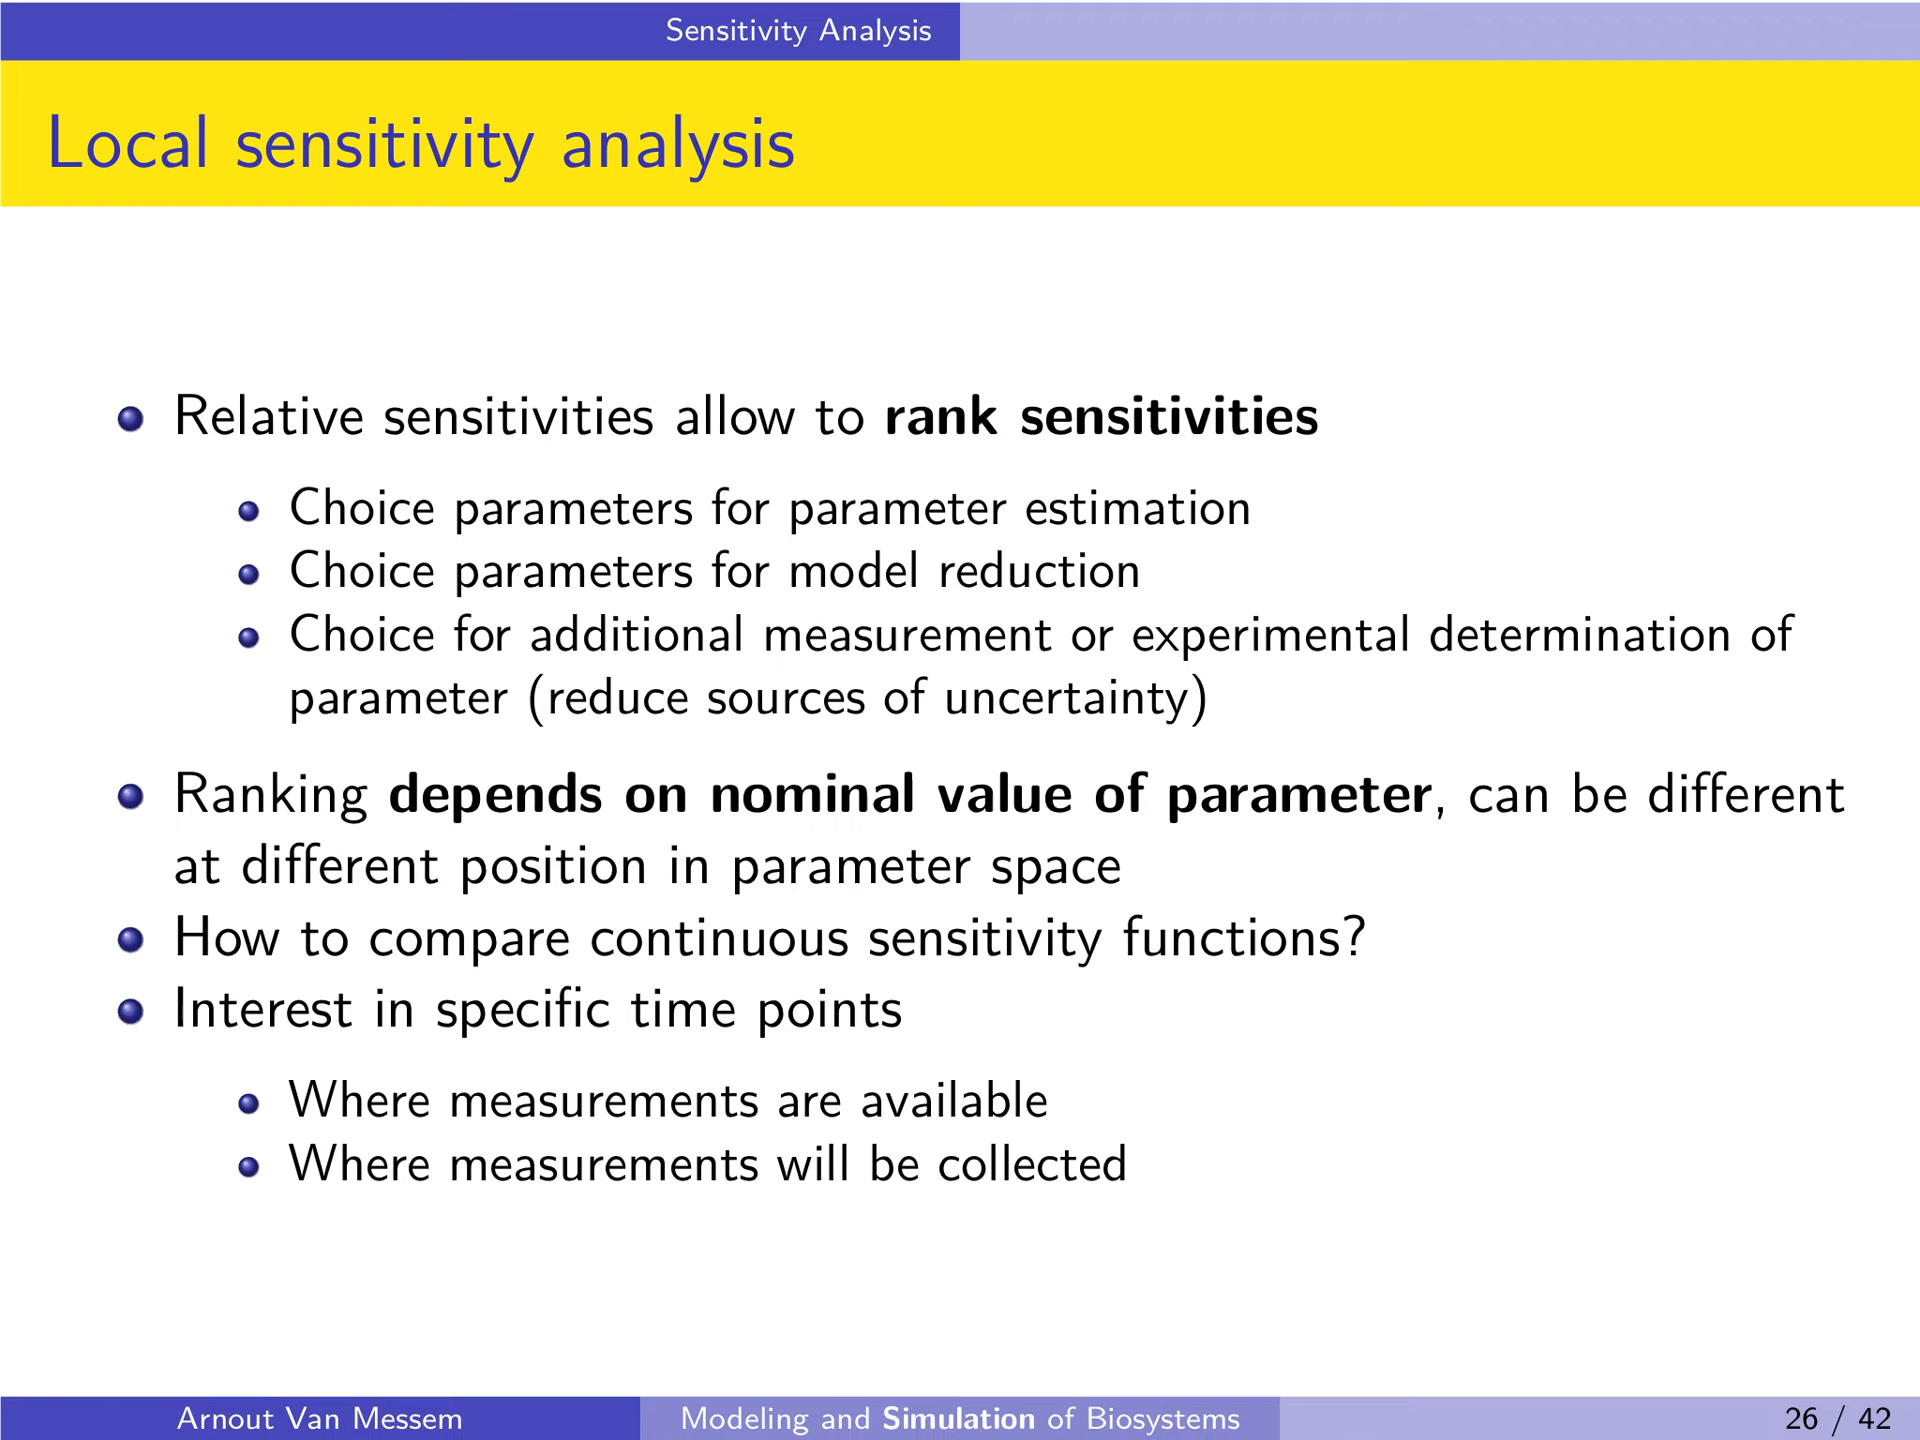 Sensitivity Analysis
Local sensitivity analysis
Relative sensitivities allow to rank sensitivities
Choice parameters for parameter estimation
Choice parameters for model reduction
Choice for additional measurement or experimental determination of
parameter (reduce sources of uncertainty)
Ranking depends on nominal value of parameter, can be different
at different position in parameter space
How to compare continuous sensitivity functions?
Interest in specific time points
Where measurements are available
Where measurements will be collected
Arnout Van Messem
Modeling and Simulation of Biosystems
26 / 42